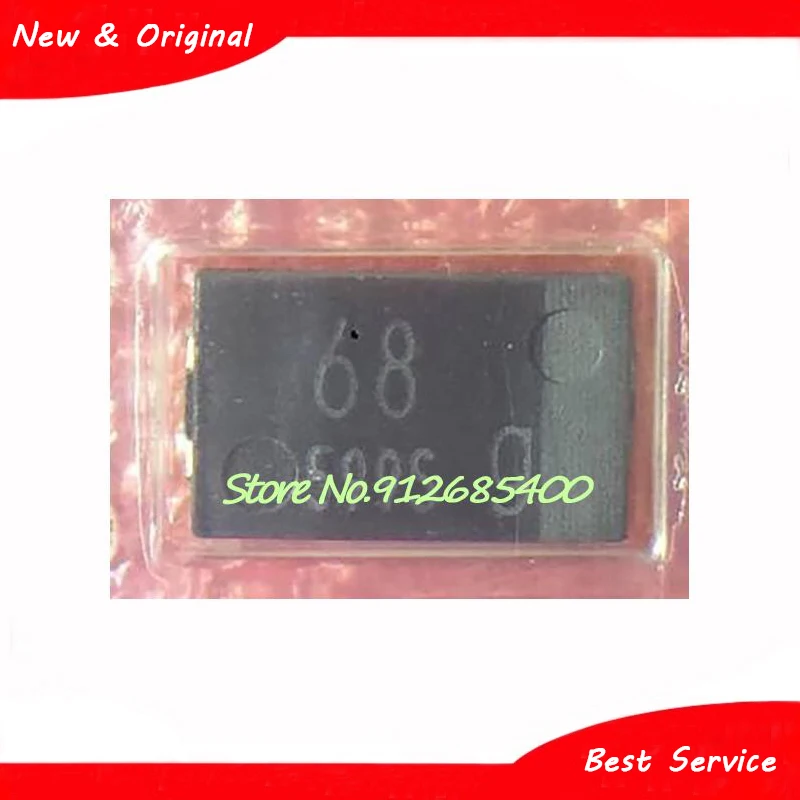 New & Original
68
Store No.912685400
Best Service